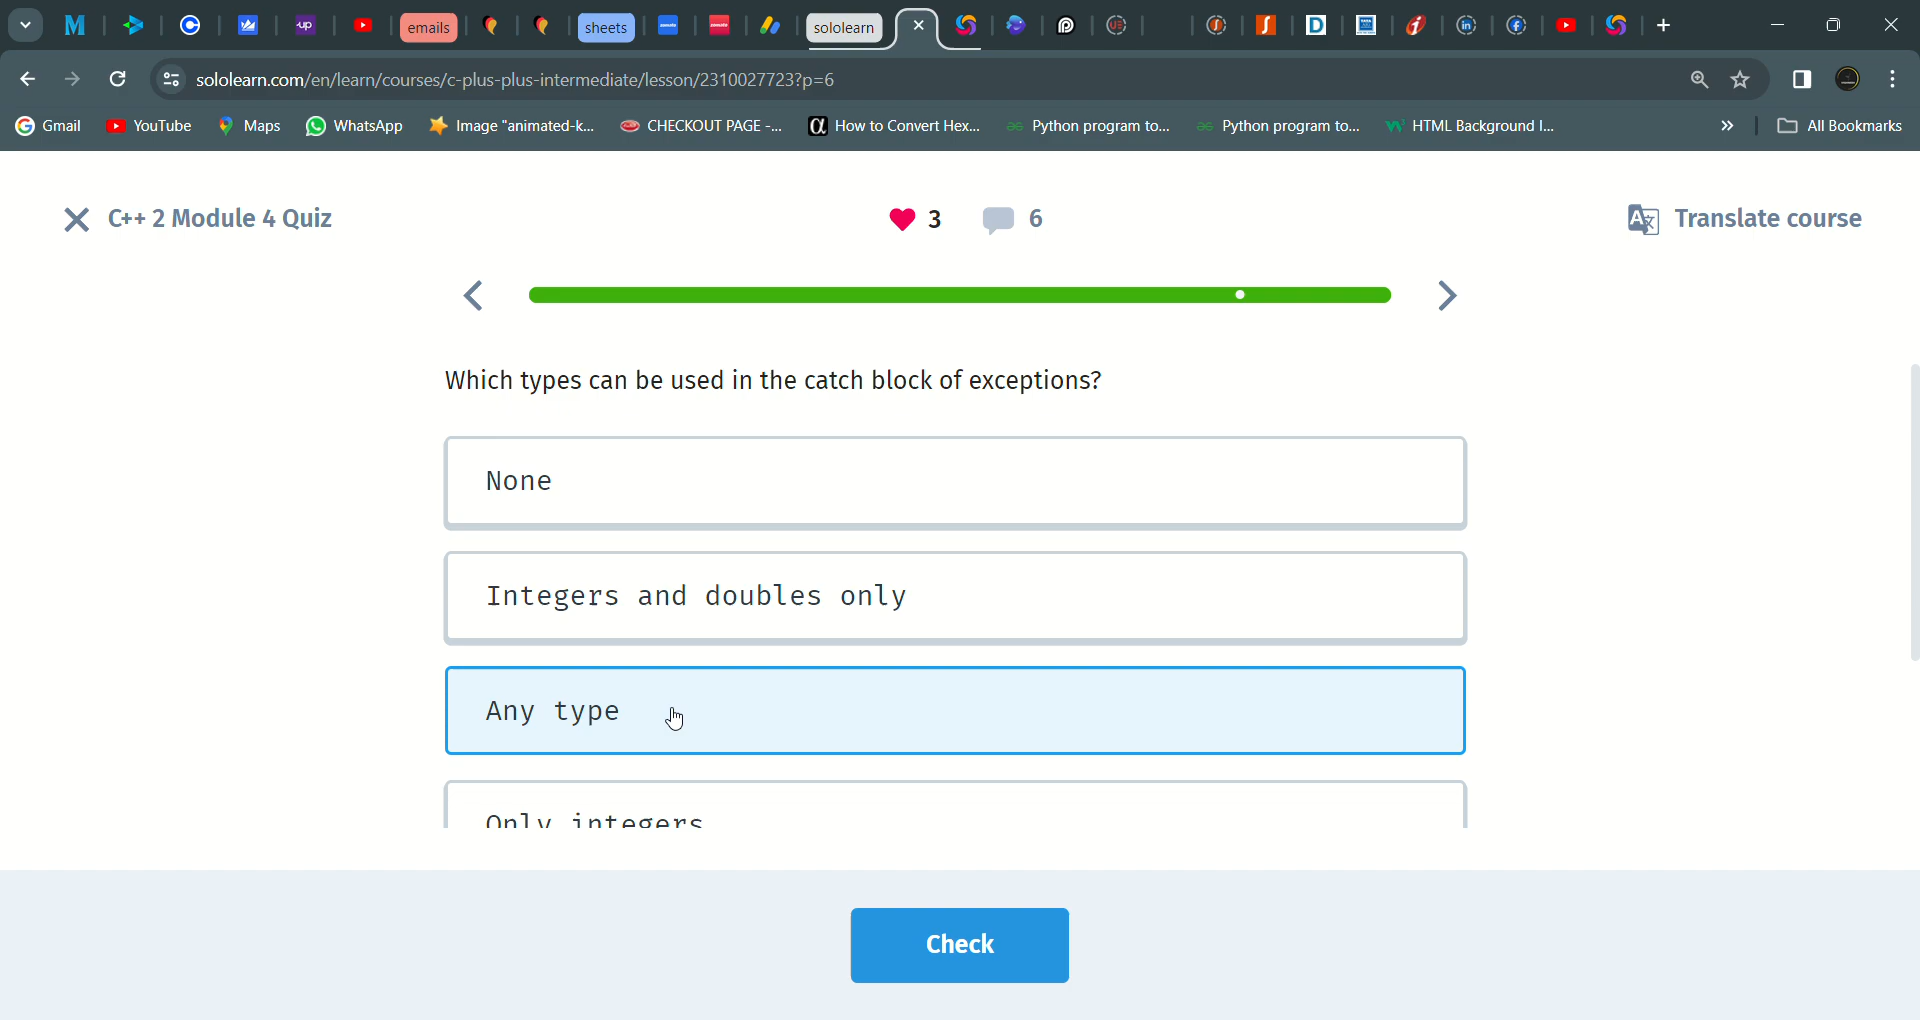 emails
sheets
sololearn
sololearn.com/en/learn/courses/c-plus-plus-intermediate/lesson/2310027723?p=6
Gmail
YouTube
Maps
WhatsApp
Image "animated-k...
CHECKOUT PAGE -...
How to Convert Hex...
Python program to...
Python program to...
HTML Background I...
All Bookmarks
C++ 2 Module 4 Quiz
3
6
Translate course
Which types can be used in the catch block of exceptions?
None
Integers and doubles only
Any type
Only integers
Check